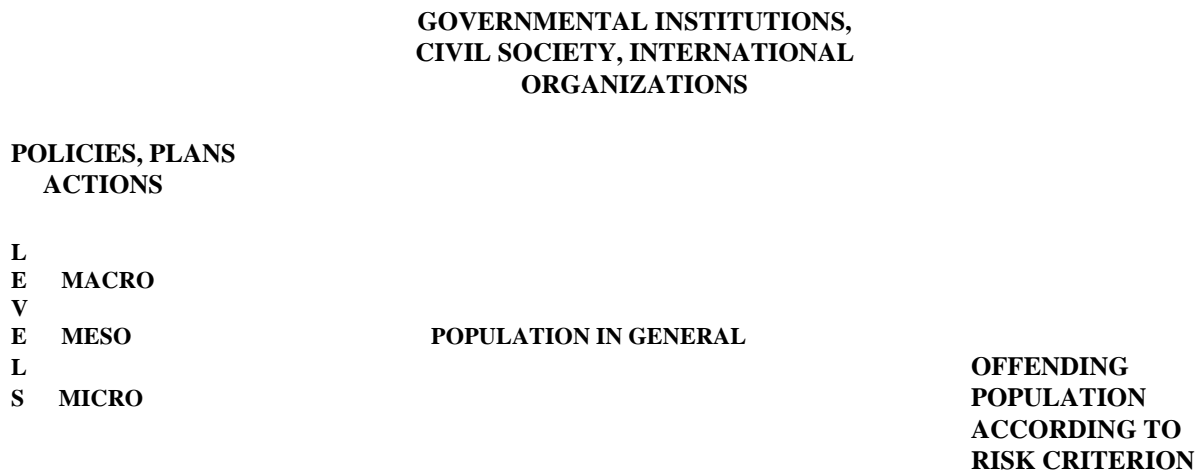 GOVERNMENTAL INSTITUTIONS,
CIVIL SOCIETY, INTERNATIONAL
ORGANIZATIONS
POLICIES, PLANS
ACTIONS
L
E MACRO
V
E MESO POPULATION IN GENERAL
L OFFENDING
S MICRO POPULATION
ACCORDING TO
RISK CRITERION